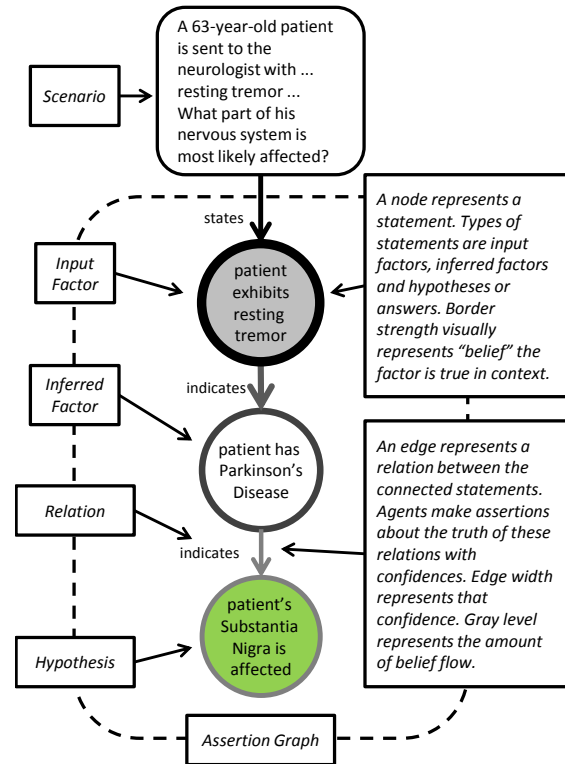 A 63-year-old patient
is sent to the
neurologist with ...
resting tremor ...
What part of his
nervous system is
most likely affected?
Scenario
states
A node represents a
statement. Types of
statements are input
factors, inferred factors
and hypotheses or
answers. Border
strength visually
represents “belief” the
factor is true in context.
Input
Factor
patient
exhibits
resting
tremor
indicates
Inferred
Factor
patient has
Parkinson’s
Disease
An edge represents a
relation between the
connected statements.
Agents make assertions
about the truth of these
relations with
confidences. Edge width
represents that
confidence. Gray level
represents the amount
of belief flow.
Relation
indicates
patient’s
Substantia
Nigra is
affected
Hypothesis
Assertion Graph